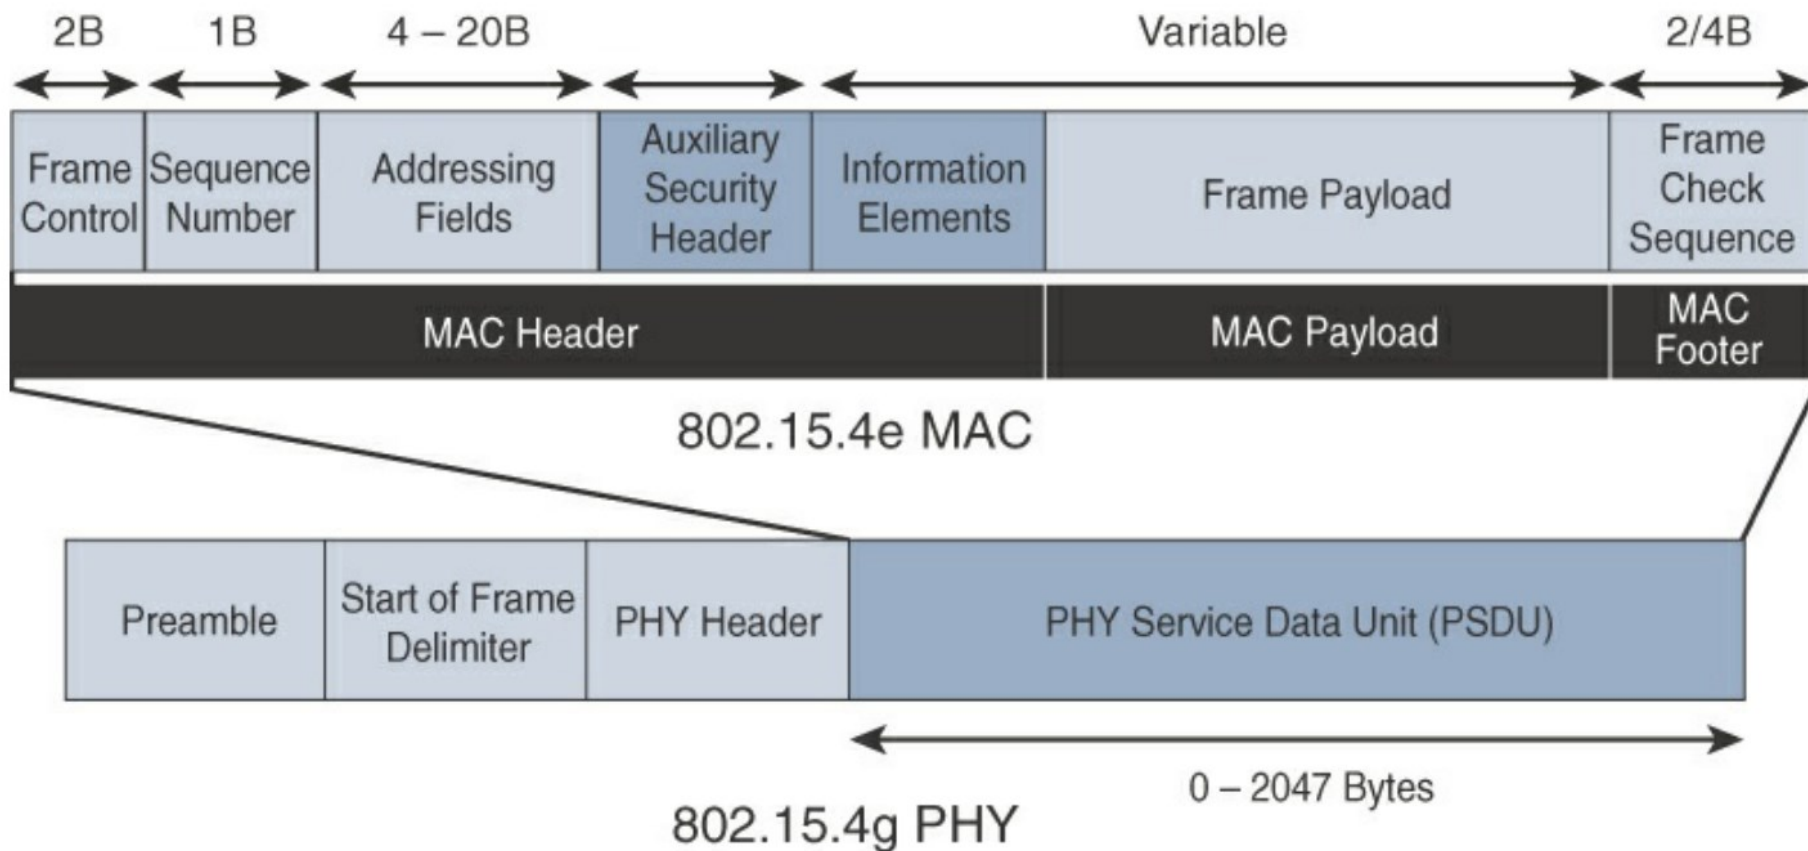 2B 1B 4 – 20B Variable 2/4B
Frame
Control
Sequence
Number
Addressing
Fields
Auxiliary
Security
Header
Information
Elements
Frame Payload
Frame
Check
Sequence
MAC Header
MAC Payload
MAC
Footer
802.15.4e MAC
Preamble
Start of Frame
Delimiter
PHY Header
PHY Service Data Unit (PSDU)
0 – 2047 Bytes
802.15.4g PHY